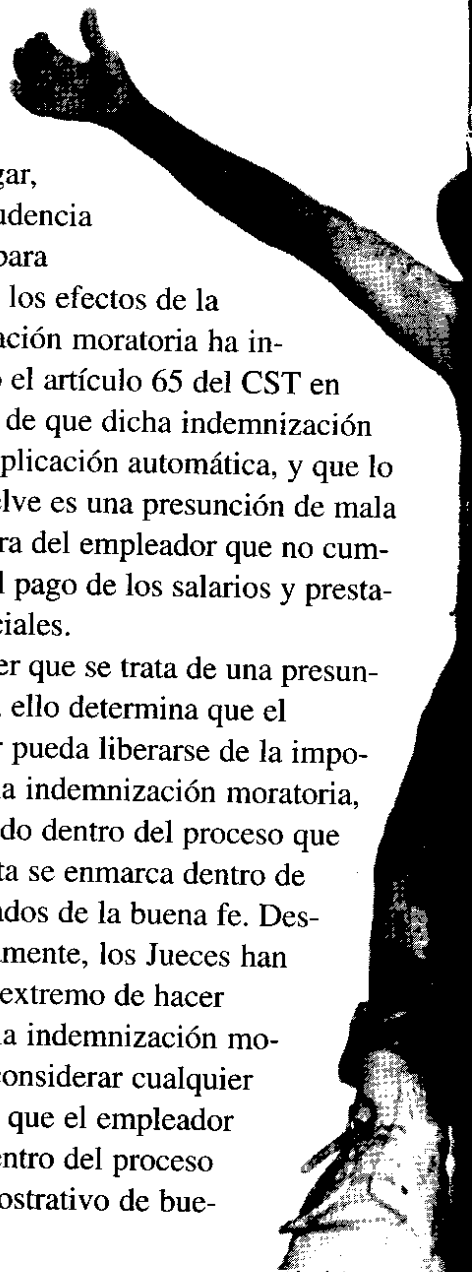 gar,
udencia
para
los efectos de la
ación moratoria ha in-
o el artículo 65 del CST en
de que dicha indemnización
plicación automática, y que lo
elve es una presunción de mala
ra del empleador que no cum-
l pago de los salarios y presta-
ciales.
er que se trata de una presun-
, ello determina que el
r pueda liberarse de la impo-
la indemnización moratoria,
do dentro del proceso que
ta se enmarca dentro de
ados de la buena fe. Des-
amente, los Jueces han
extremo de hacer
la indemnización mo-
considerar cualquier
que el empleador
entro del proceso
ostrativo de bue-